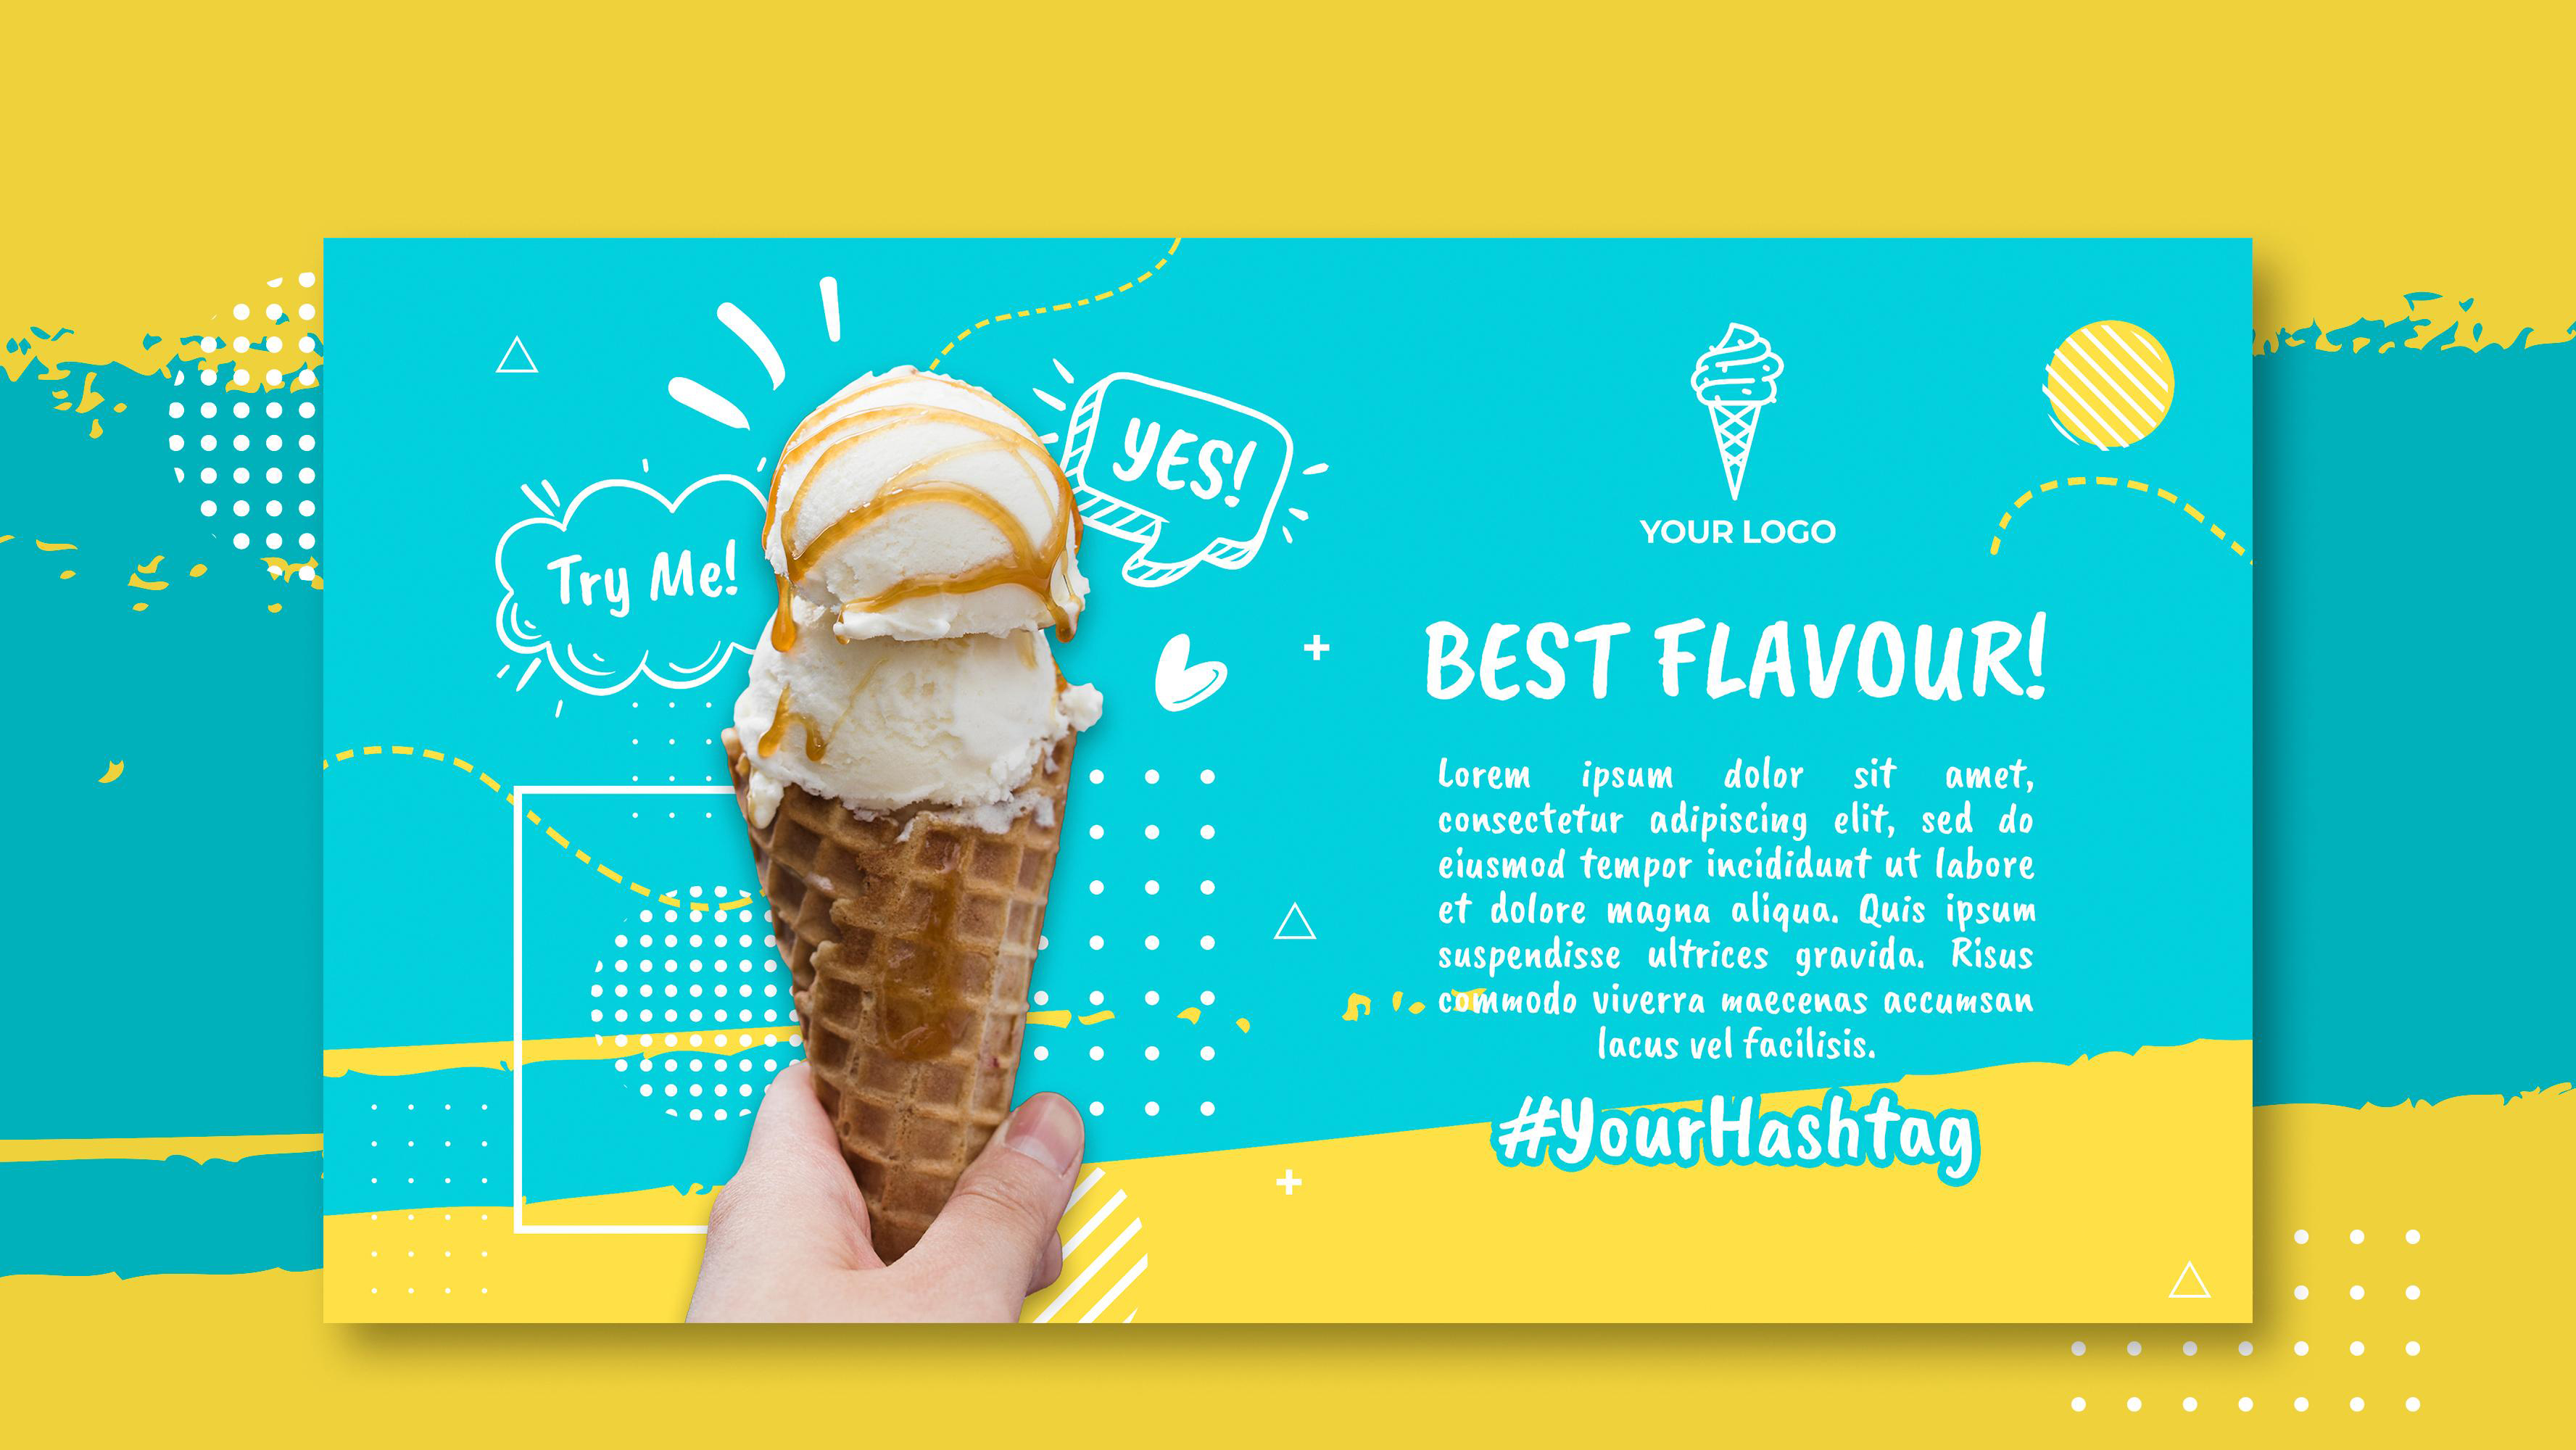 Try Me!
YES!
YOUR LOGO
BEST FLAVOUR!
Lorem ipsum dolor sit amet,
consectetur adipiscing elit, sed do
eiusmod tempor incididunt ut labore
et dolore magna aliqua. Quis ipsum
suspendisse ultrices gravida. Risus
commodo viverra maecenas accumsan
lacus vel facilisis.
#YourHashtag